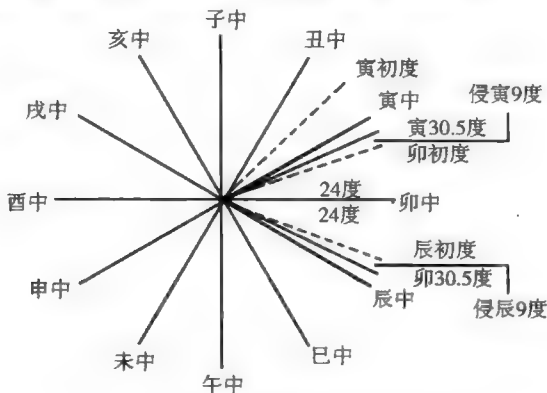 子中
亥中
丑中
寅初度
戌中
寅中
侵寅9度
寅30.5度
卯初度
24度
酉中
卯中
24度
辰初度
申中
卯30.5度
辰中
侵辰9度
未中
巳中
午中